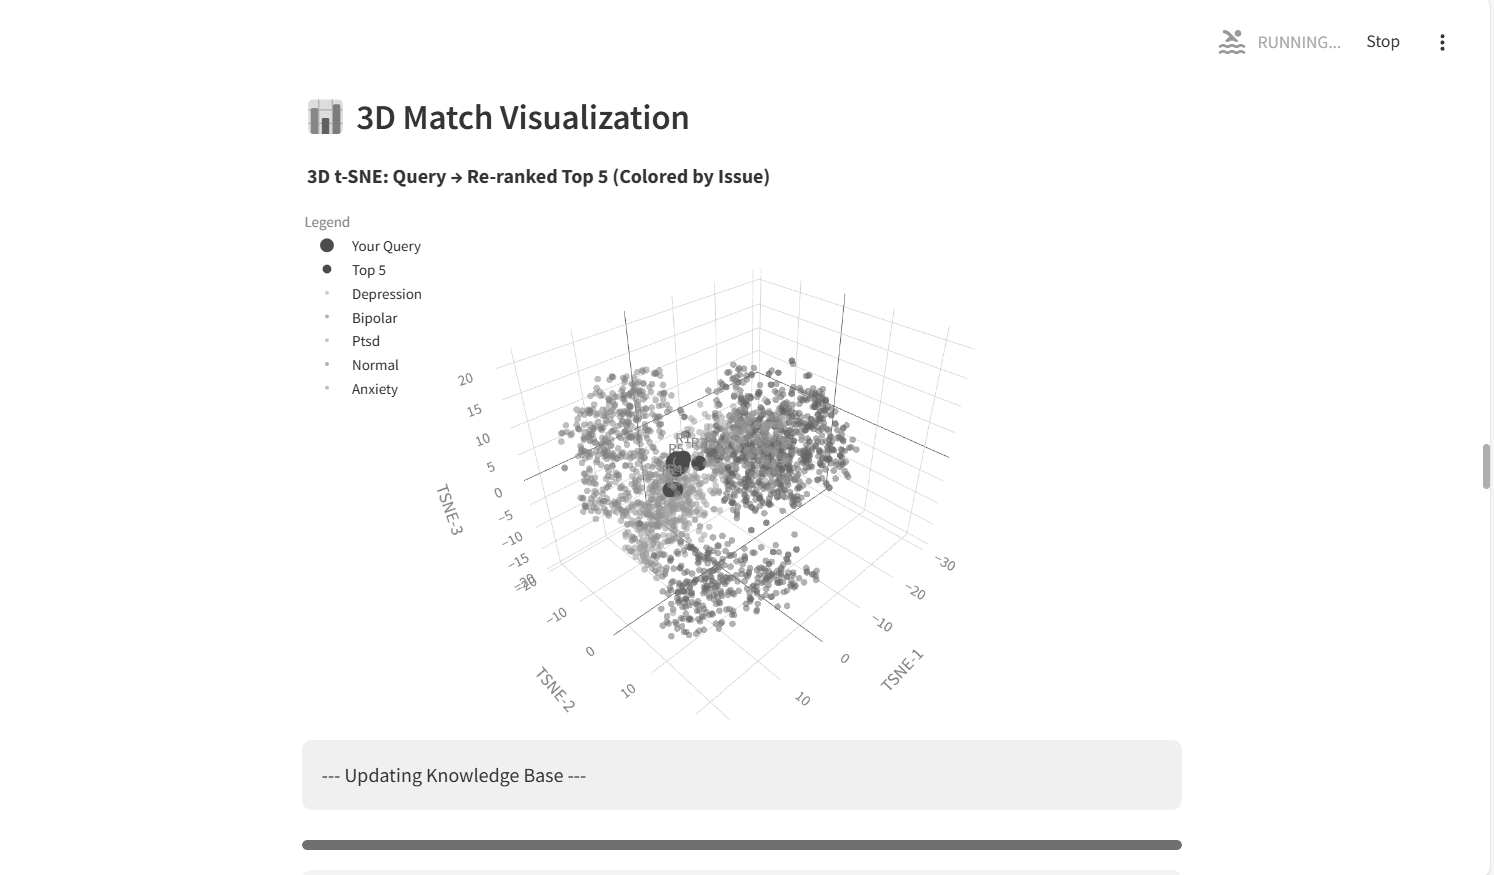 RUNNING...
Stop
3D Match Visualization
3D t-SNE: Query → Re-ranked Top 5 (Colored by Issue)
Legend
Your Query
Top 5
Depression
Bipolar
Ptsd
Normal
Anxiety
20
15
10
5
0
−5
−10
−15
−20
TSNE-3
−20
−10
0
10
TSNE-2
−30
−20
−10
0
10
TSNE-1
R5
--- Updating Knowledge Base ---